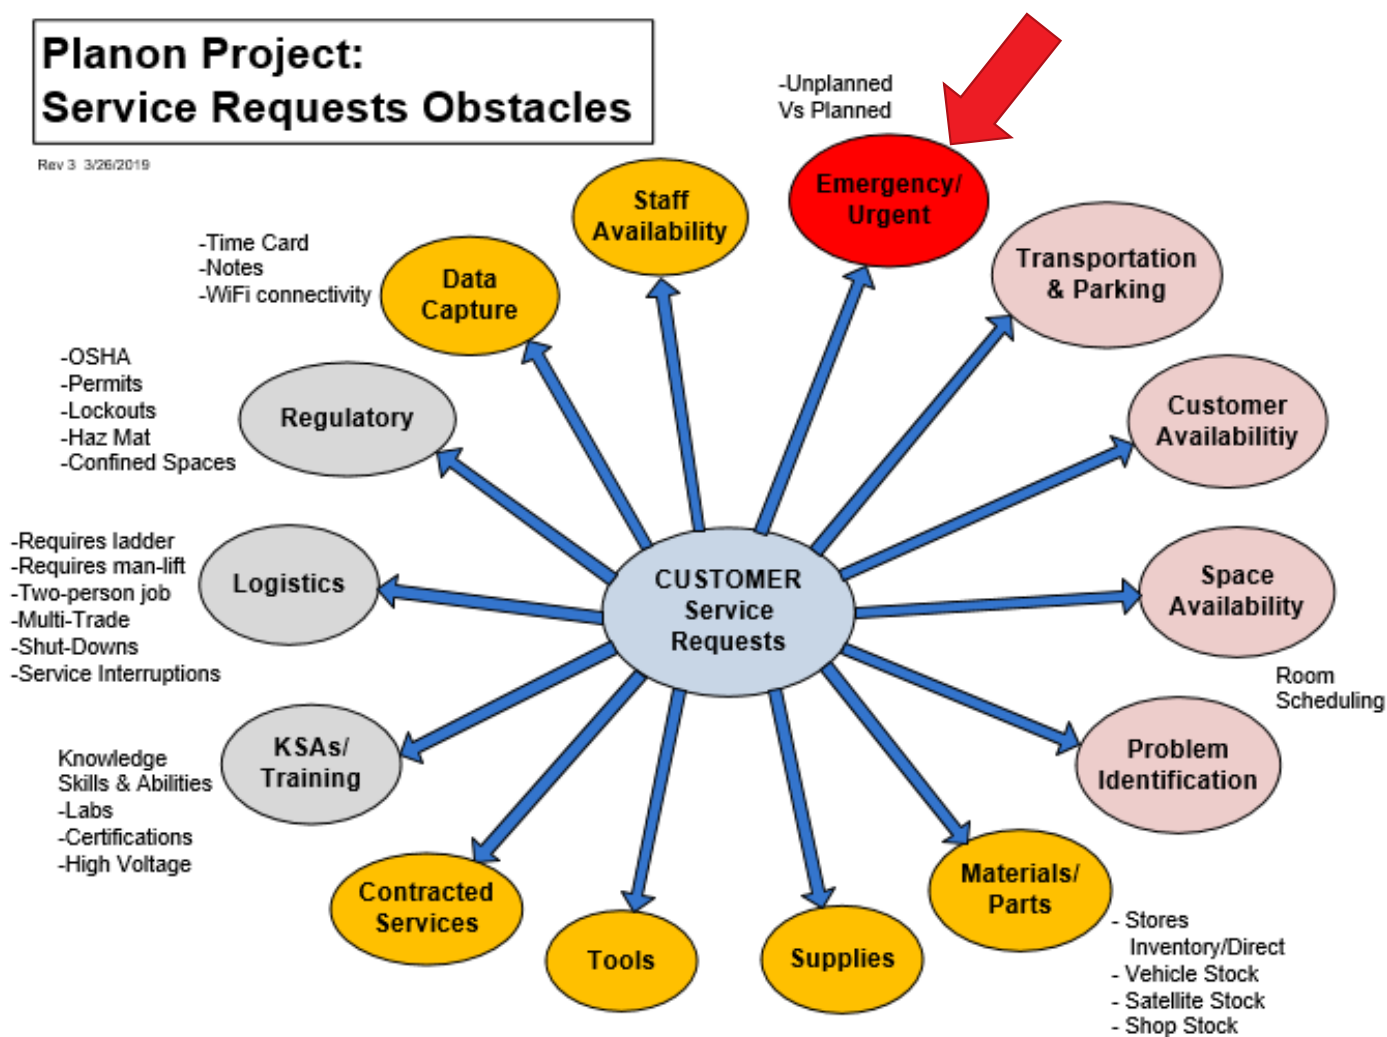 Planon Project:
Service Requests Obstacles
Rev 3 3/26/2019
-Unplanned
Vs Planned
Emergency/
Urgent
Transportation
& Parking
Customer
Availabilitiy
Space
Availability
Room
Scheduling
Problem
Identification
Materials/
Parts
- Stores
Inventory/Direct
- Vehicle Stock
- Satellite Stock
- Shop Stock
Supplies
Tools
Contracted
Services
KSAs/
Training
Knowledge
Skills & Abilities
-Labs
-Certifications
-High Voltage
Logistics
-Requires ladder
-Requires man-lift
-Two-person job
-Multi-Trade
-Shut-Downs
-Service Interruptions
Regulatory
-OSHA
-Permits
-Lockouts
-Haz Mat
-Confined Spaces
Data
Capture
-Time Card
-Notes
-WiFi connectivity
Staff
Availability
CUSTOMER
Service
Requests